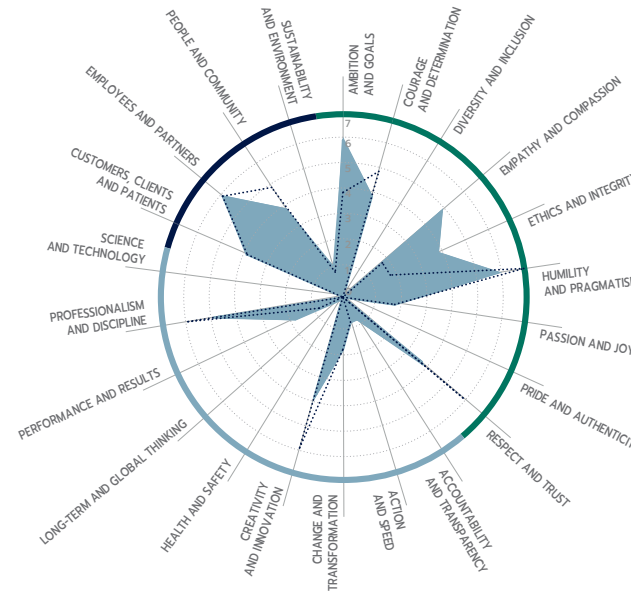 AMBITION
AND GOALS
COURAGE
AND DETERMINATION
DIVERSITY AND INCLUSION
EMPATHY AND COMPASSION
ETHICS AND INTEGRIT
HUMILITY
AND PRAGMATISM
PASSION AND JOY
PRIDE AND AUTHENTICIT
RESPECT AND TRUST
ACCOUNTABILITY
AND TRANSPARENCY
ACTION
AND SPEED
CHANGE AND
TRANSFORMATION
CREATIVITY
AND INNOVATION
HEALTH AND SAFETY
LONG-TERM AND GLOBAL THINKING
PERFORMANCE AND RESULTS
PROFESSIONALISM
AND DISCIPLINE
SCIENCE
AND TECHNOLOGY
CUSTOMERS, CLIENTS
AND PATIENTS
EMPLOYEES AND PARTNERS
PEOPLE AND COMMUNITY
SUSTAINABILITY
AND ENVIRONMENT
7
6